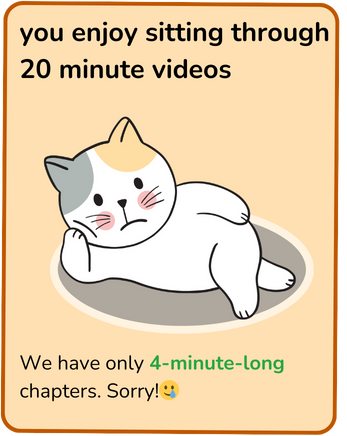 you enjoy sitting through
20 minute videos
We have only 4-minute-long
chapters. Sorry!🥲